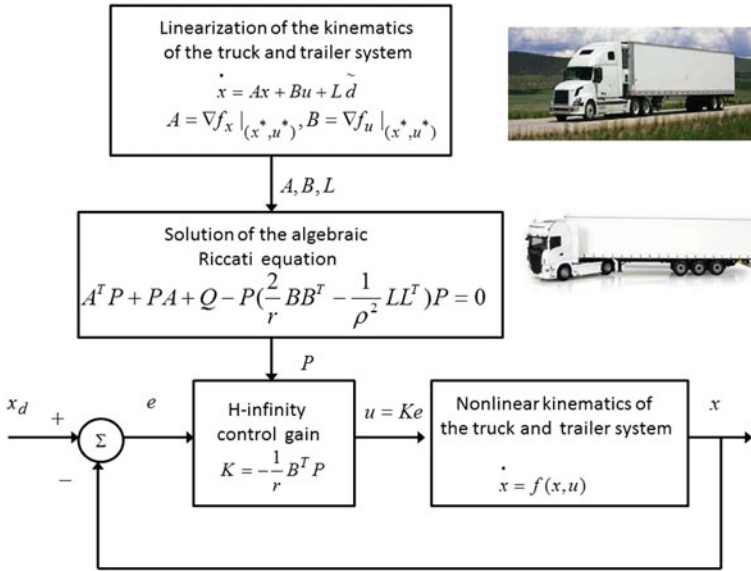 Linearization of the kinematics
of the truck and trailer system
ẋ = Ax + Bu + L d̃
A = ∇f_x |_(x^*,u^*), B = ∇f_u |_(x^*,u^*)
A, B, L
Solution of the algebraic
Riccati equation
A^T P + PA + Q − P(2/r BB^T − 1/ρ^2 LL^T)P = 0
P
x_d
+
−
Σ
e
H-infinity
control gain
K = −1/r B^T P
u = Ke
Nonlinear kinematics of
the truck and trailer system
ẋ = f(x,u)
x